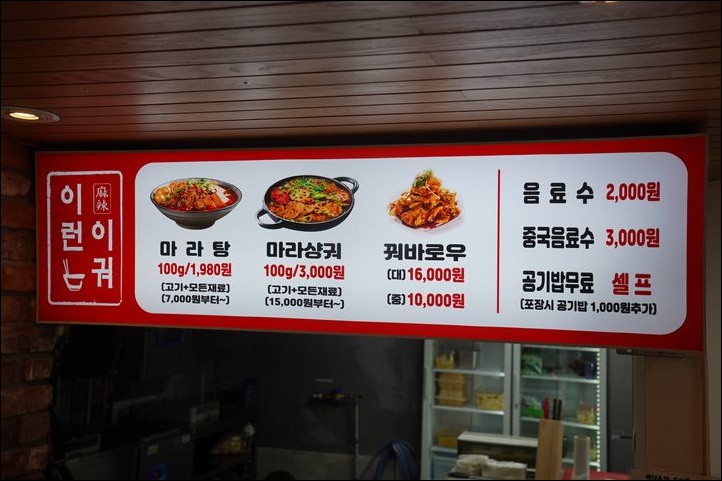 이런
麻辣
이궈
마라탕
100g/1,980원
(고기+모든재료)
(7,000원부터~)
마라샹궈
100g/3,000원
(고기+모든재료)
(15,000원부터~)
꿔바로우
(대) 16,000원
(중) 10,000원
음료수 2,000원
중국음료수 3,000원
공기밥무료 셀프
(포장시 공기밥 1,000원추가)